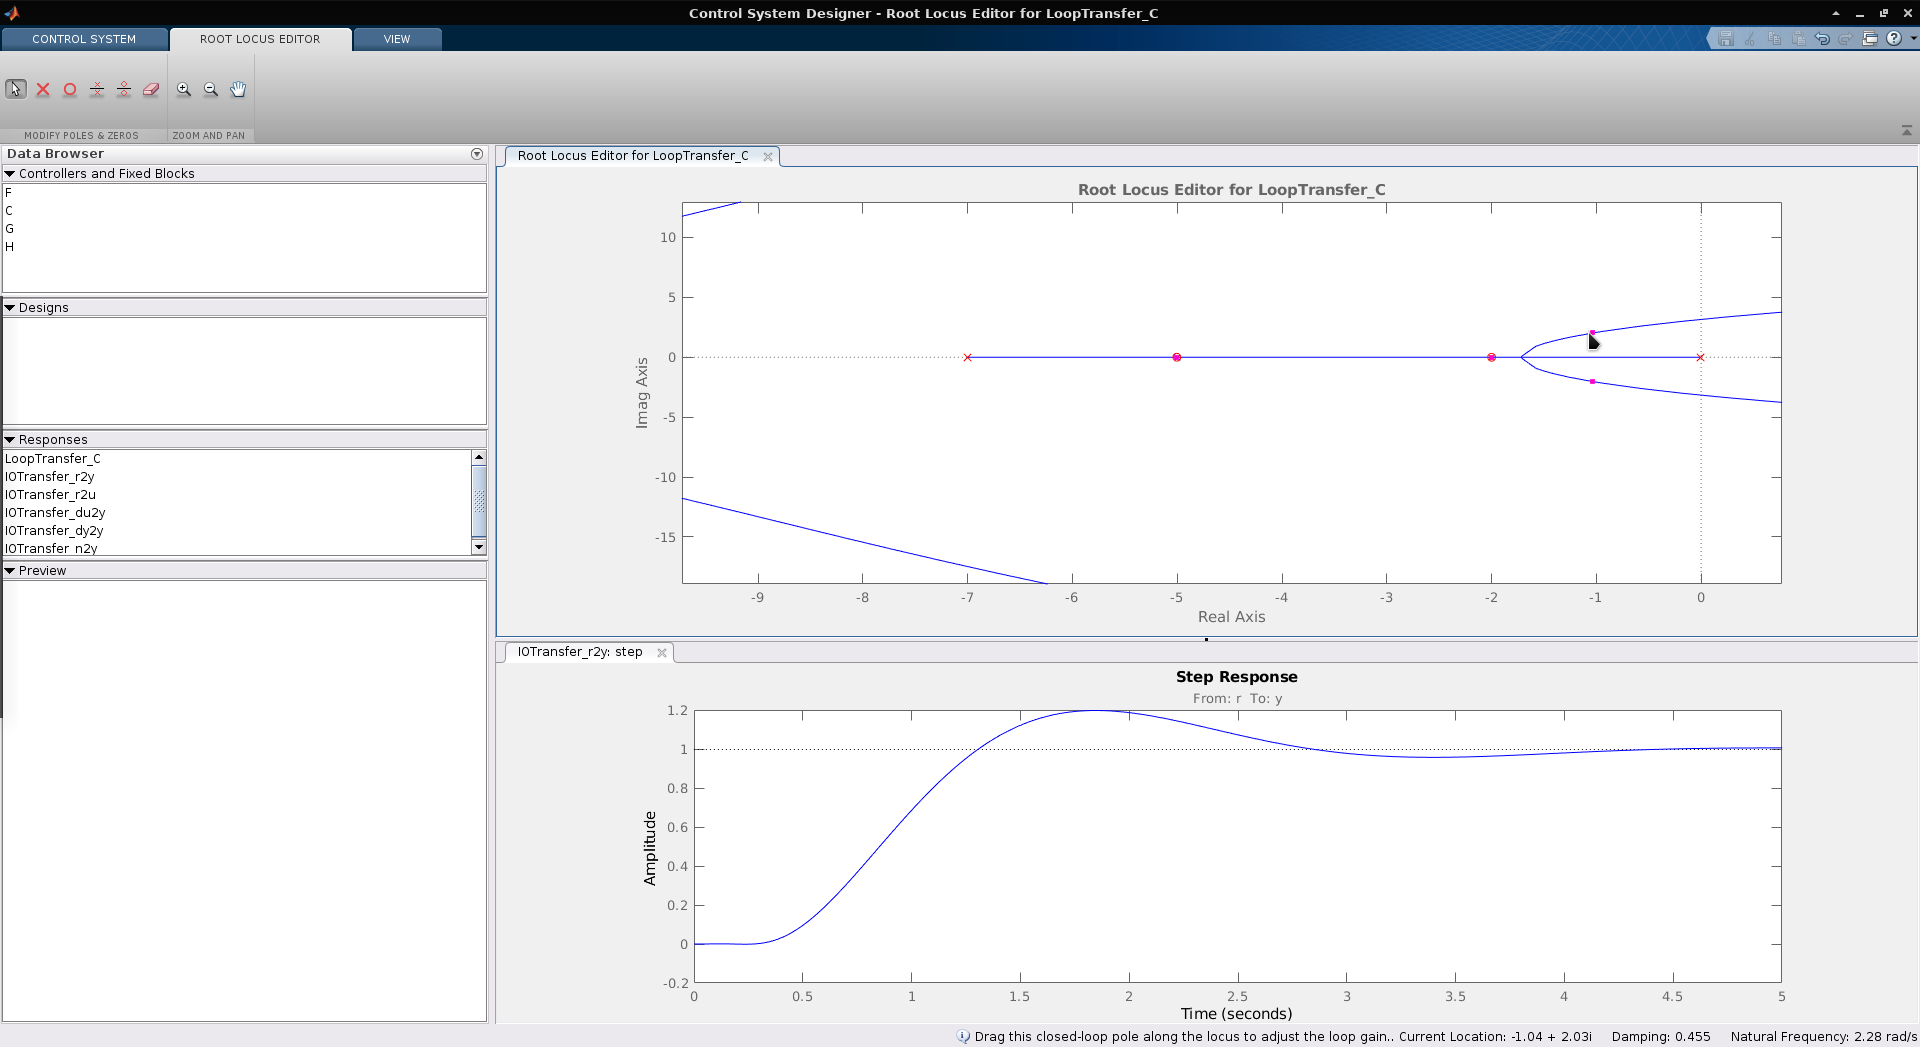 Control System Designer - Root Locus Editor for LoopTransfer_C
CONTROL SYSTEM
ROOT LOCUS EDITOR
VIEW
MODIFY POLES & ZEROS
ZOOM AND PAN
Data Browser
Controllers and Fixed Blocks
F
C
G
H
Designs
Responses
LoopTransfer_C
IOTransfer_r2y
IOTransfer_r2u
IOTransfer_du2y
IOTransfer_dy2y
IOTransfer_n2y
Preview
Root Locus Editor for LoopTransfer_C
Root Locus Editor for LoopTransfer_C
10
5
0
-5
-10
-15
Imag Axis
-9 -8 -7 -6 -5 -4 -3 -2 -1 0
Real Axis
IOTransfer_r2y: step
Step Response
From: r To: y
1.2
1
0.8
0.6
0.4
0.2
0
-0.2
Amplitude
0 0.5 1 1.5 2 2.5 3 3.5 4 4.5 5
Time (seconds)
Drag this closed-loop pole along the locus to adjust the loop gain.. Current Location: -1.04 + 2.03i Damping: 0.455 Natural Frequency: 2.28 rad/s